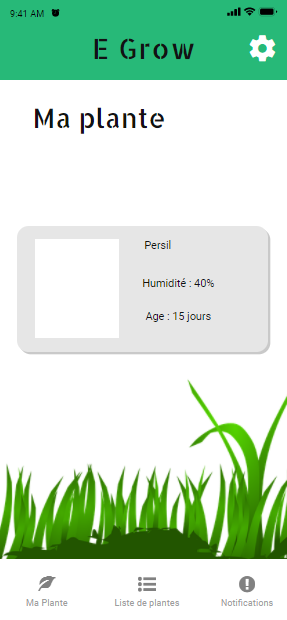 9:41 AM
E Grow
Ma plante
Persil
Humidité : 40%
Age : 15 jours
Ma Plante
Liste de plantes
Notifications